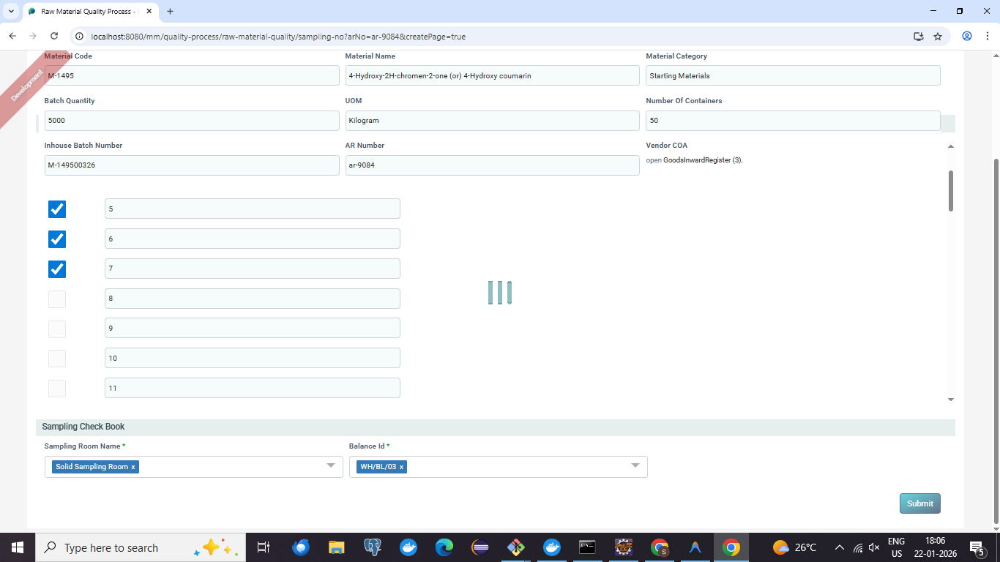 Raw Material Quality Process -
localhost:8080/mm/quality-process/raw-material-quality/sampling-no?arNo=ar-9084&createPage=true
Development
Material Code
Material Name
Material Category
M-1495
4-Hydroxy-2H-chromen-2-one (or) 4-Hydroxy coumarin
Starting Materials
Batch Quantity
UOM
Number Of Containers
5000
Kilogram
50
Inhouse Batch Number
AR Number
Vendor COA
M-149500326
ar-9084
open GoodsInwardRegister (3).
5
6
7
8
9
10
11
Sampling Check Book
Sampling Room Name *
Balance Id *
Solid Sampling Room x
WH/BL/03 x
Submit
Type here to search
26°C
ENG
US
18:06
22-01-2026
5